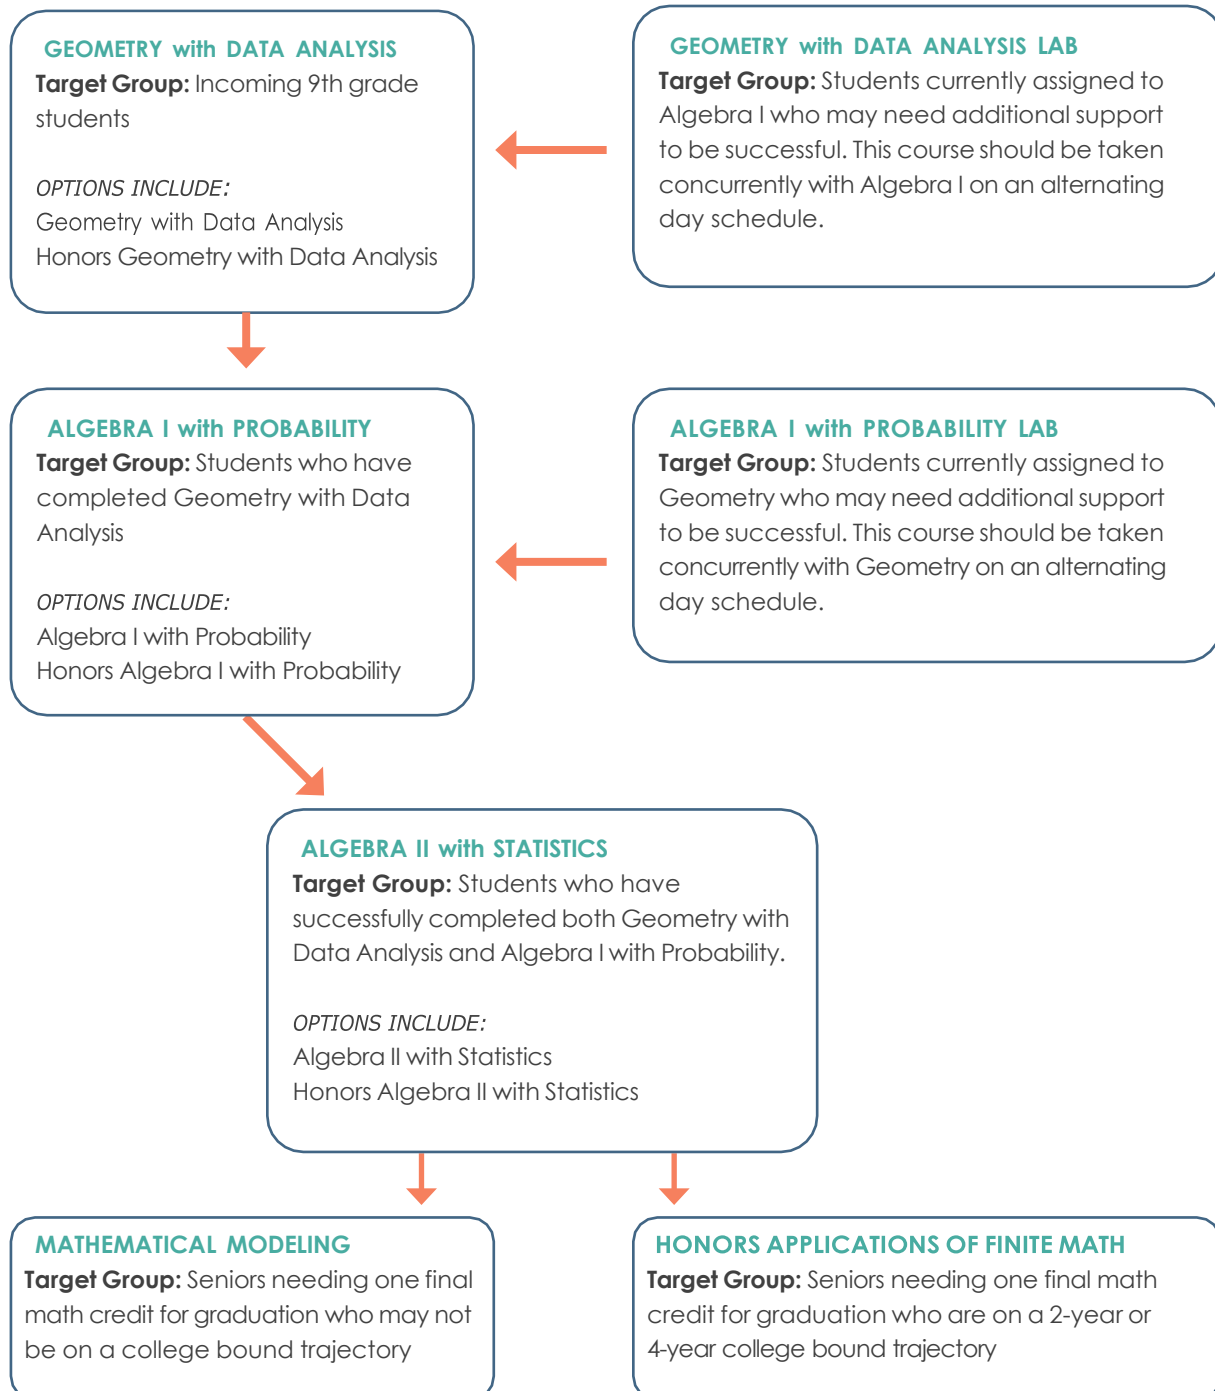 GEOMETRY with DATA ANALYSIS
Target Group: Incoming 9th grade
students
OPTIONS INCLUDE:
Geometry with Data Analysis
Honors Geometry with Data Analysis
GEOMETRY with DATA ANALYSIS LAB
Target Group: Students currently assigned to
Algebra I who may need additional support
to be successful. This course should be taken
concurrently with Algebra I on an alternating
day schedule.
ALGEBRA I with PROBABILITY
Target Group: Students who have
completed Geometry with Data
Analysis
OPTIONS INCLUDE:
Algebra I with Probability
Honors Algebra I with Probability
ALGEBRA I with PROBABILITY LAB
Target Group: Students currently assigned to
Geometry who may need additional support
to be successful. This course should be taken
concurrently with Geometry on an alternating
day schedule.
ALGEBRA II with STATISTICS
Target Group: Students who have
successfully completed both Geometry with
Data Analysis and Algebra I with Probability.
OPTIONS INCLUDE:
Algebra II with Statistics
Honors Algebra II with Statistics
MATHEMATICAL MODELING
Target Group: Seniors needing one final
math credit for graduation who may not
be on a college bound trajectory
HONORS APPLICATIONS OF FINITE MATH
Target Group: Seniors needing one final math
credit for graduation who are on a 2-year or
4-year college bound trajectory